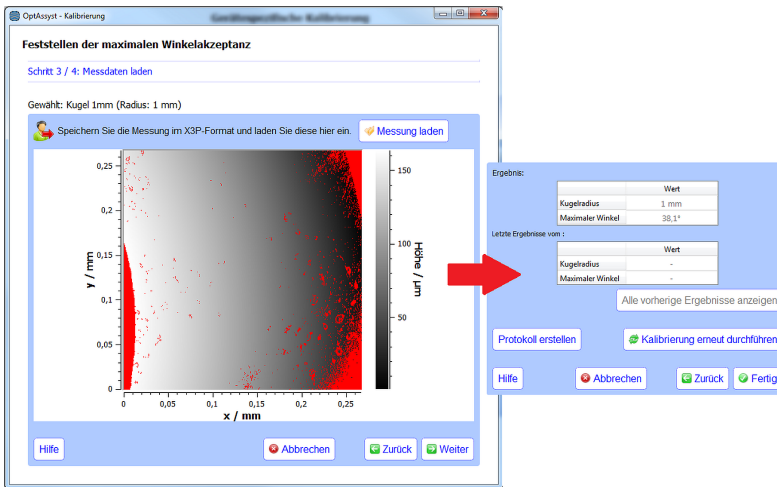 OptAssyst - Kalibrierung
Gerätespezifische Kalibrierung
Feststellen der maximalen Winkelakzeptanz
Schritt 3 / 4: Messdaten laden
Gewählt: Kugel 1mm (Radius: 1 mm)
Speichern Sie die Messung im X3P-Format und laden Sie diese hier ein.
Messung laden
0,25
0,2
0,15
0,1
0,05
0
y / mm
0 0,05 0,1 0,15 0,2 0,25
x / mm
150
100
50
Höhe / µm
Hilfe
Abbrechen
Zurück
Weiter
Ergebnis:
Wert
Kugelradius 1 mm
Maximaler Winkel 38,1°
Letzte Ergebnisse vom :
Wert
Kugelradius -
Maximaler Winkel -
Alle vorherige Ergebnisse anzeigen
Protokoll erstellen
Kalibrierung erneut durchführen
Hilfe
Abbrechen
Zurück
Fertig